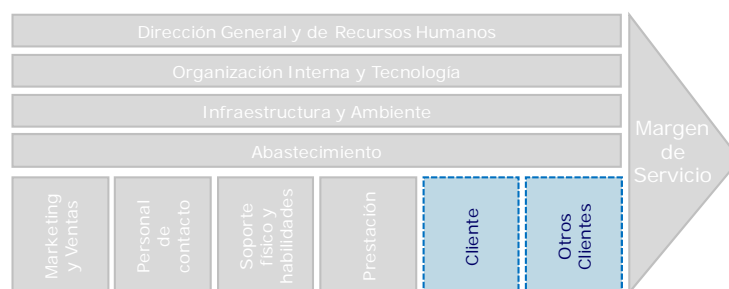 Dirección General y de Recursos Humanos
Organización Interna y Tecnología
Infraestructura y Ambiente
Abastecimiento
Margen
de
Servicio
Marketing
y Ventas
Personal
de
contacto
Soporte
físico y
habilidades
Prestacion
Cliente
Otros
Clientes